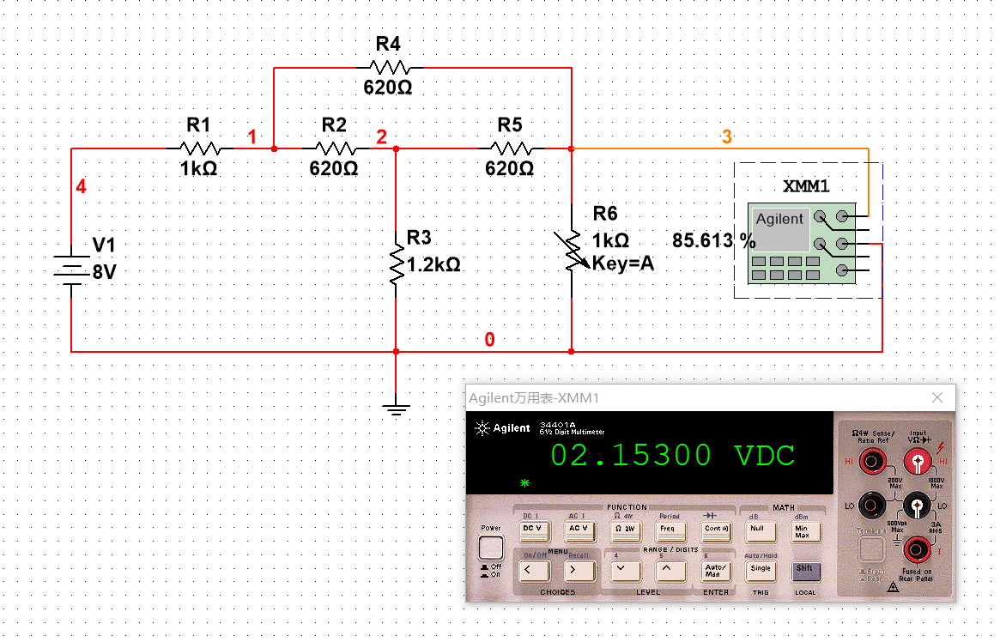 R4
620Ω
R1
1
R2
2
R5
3
1kΩ
620Ω
620Ω
4
XMM1
Agilent
R6
1kΩ
85.613 %
Key=A
V1
8V
R3
1.2kΩ
0
Agilent万用表-XMM1
Agilent
34401A
6½ Digit Multimeter
02.15300 VDC
Ω4W Sense/
Ratio Ref
Input
VΩ
HI
HI
200V
Max
1000V
Max
LO
LO
500Vpk
Max
3A
RMS
I
Fused on
Rear Panal
Power
Off
On
FUNCTION
MATH
DC I
AC I
Ω 4W
Period
dB
dBm
DC V
AC V
Ω 2W
Freq
Cont
Null
Min
Max
MENU
RANGE / DIGITS
On/Off
Recall
4
5
6
Auto/Hold
<
>
Auto/
Man
Single
Shift
CHOICES
LEVEL
ENTER
TRIG
LOCAL